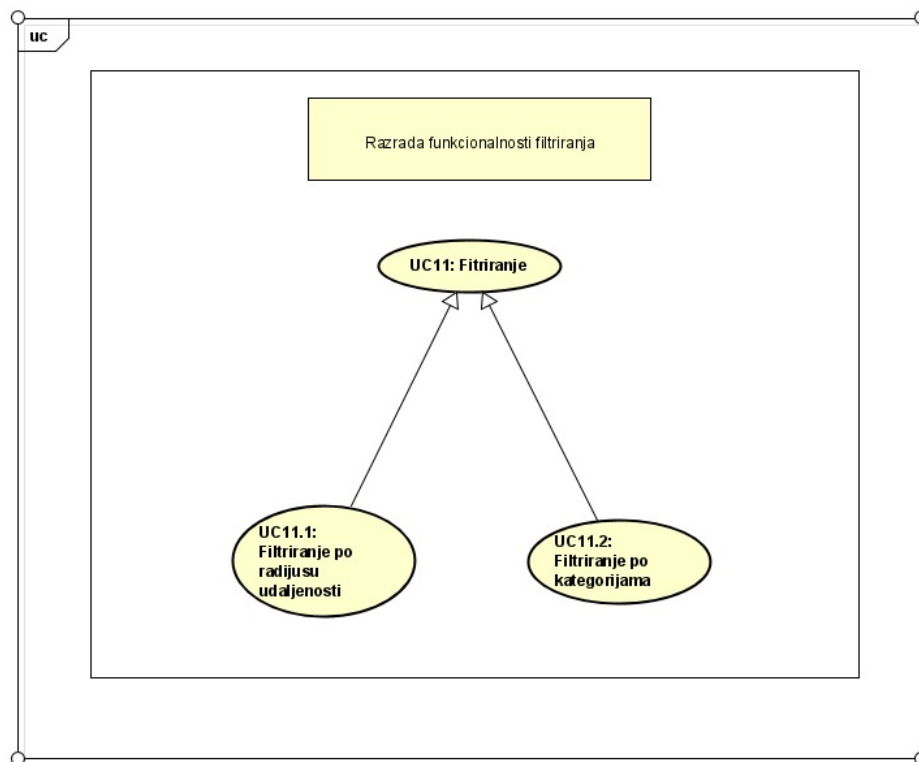 uc
Razrada funkcionalnosti filtriranja
UC11: Fitriranje
UC11.1:
Filtriranje po
radijusu
udaljenosti
UC11.2:
Filtriranje po
kategorijama